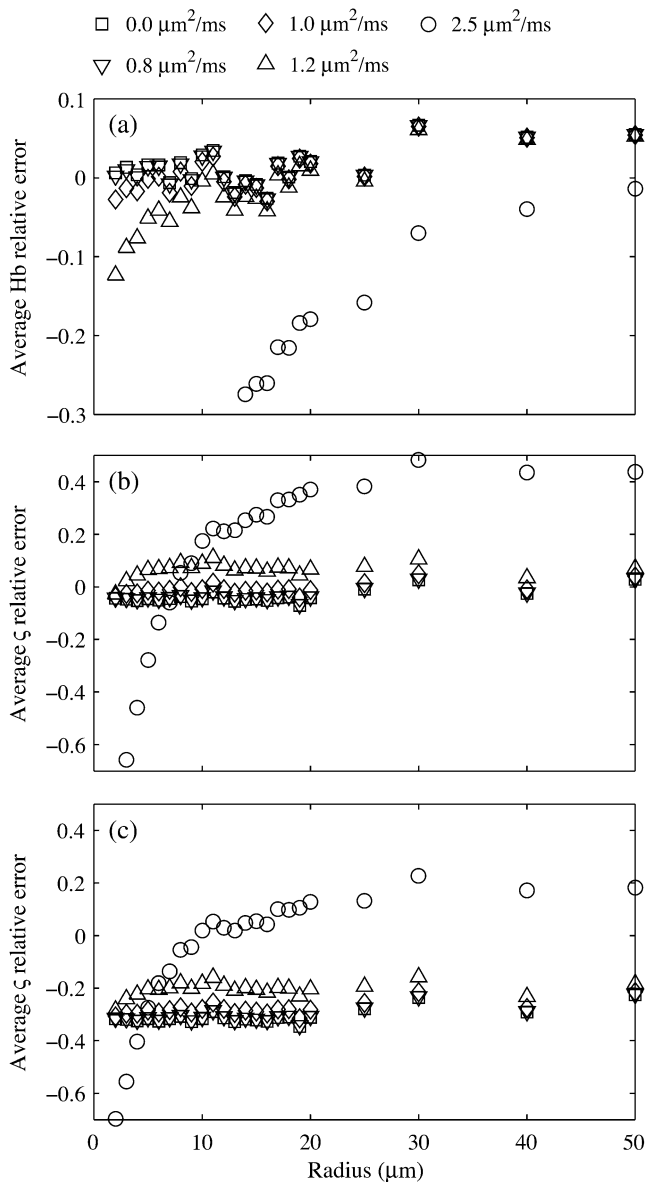 0.0 μm²/ms 1.0 μm²/ms 2.5 μm²/ms
0.8 μm²/ms 1.2 μm²/ms
(a)
Average Hb relative error
0.1
0
−0.1
−0.2
−0.3
(b)
Average ς relative error
0.4
0.2
0
−0.2
−0.4
−0.6
(c)
Average ς relative error
0.4
0.2
0
−0.2
−0.4
−0.6
0 10 20 30 40 50
Radius (μm)